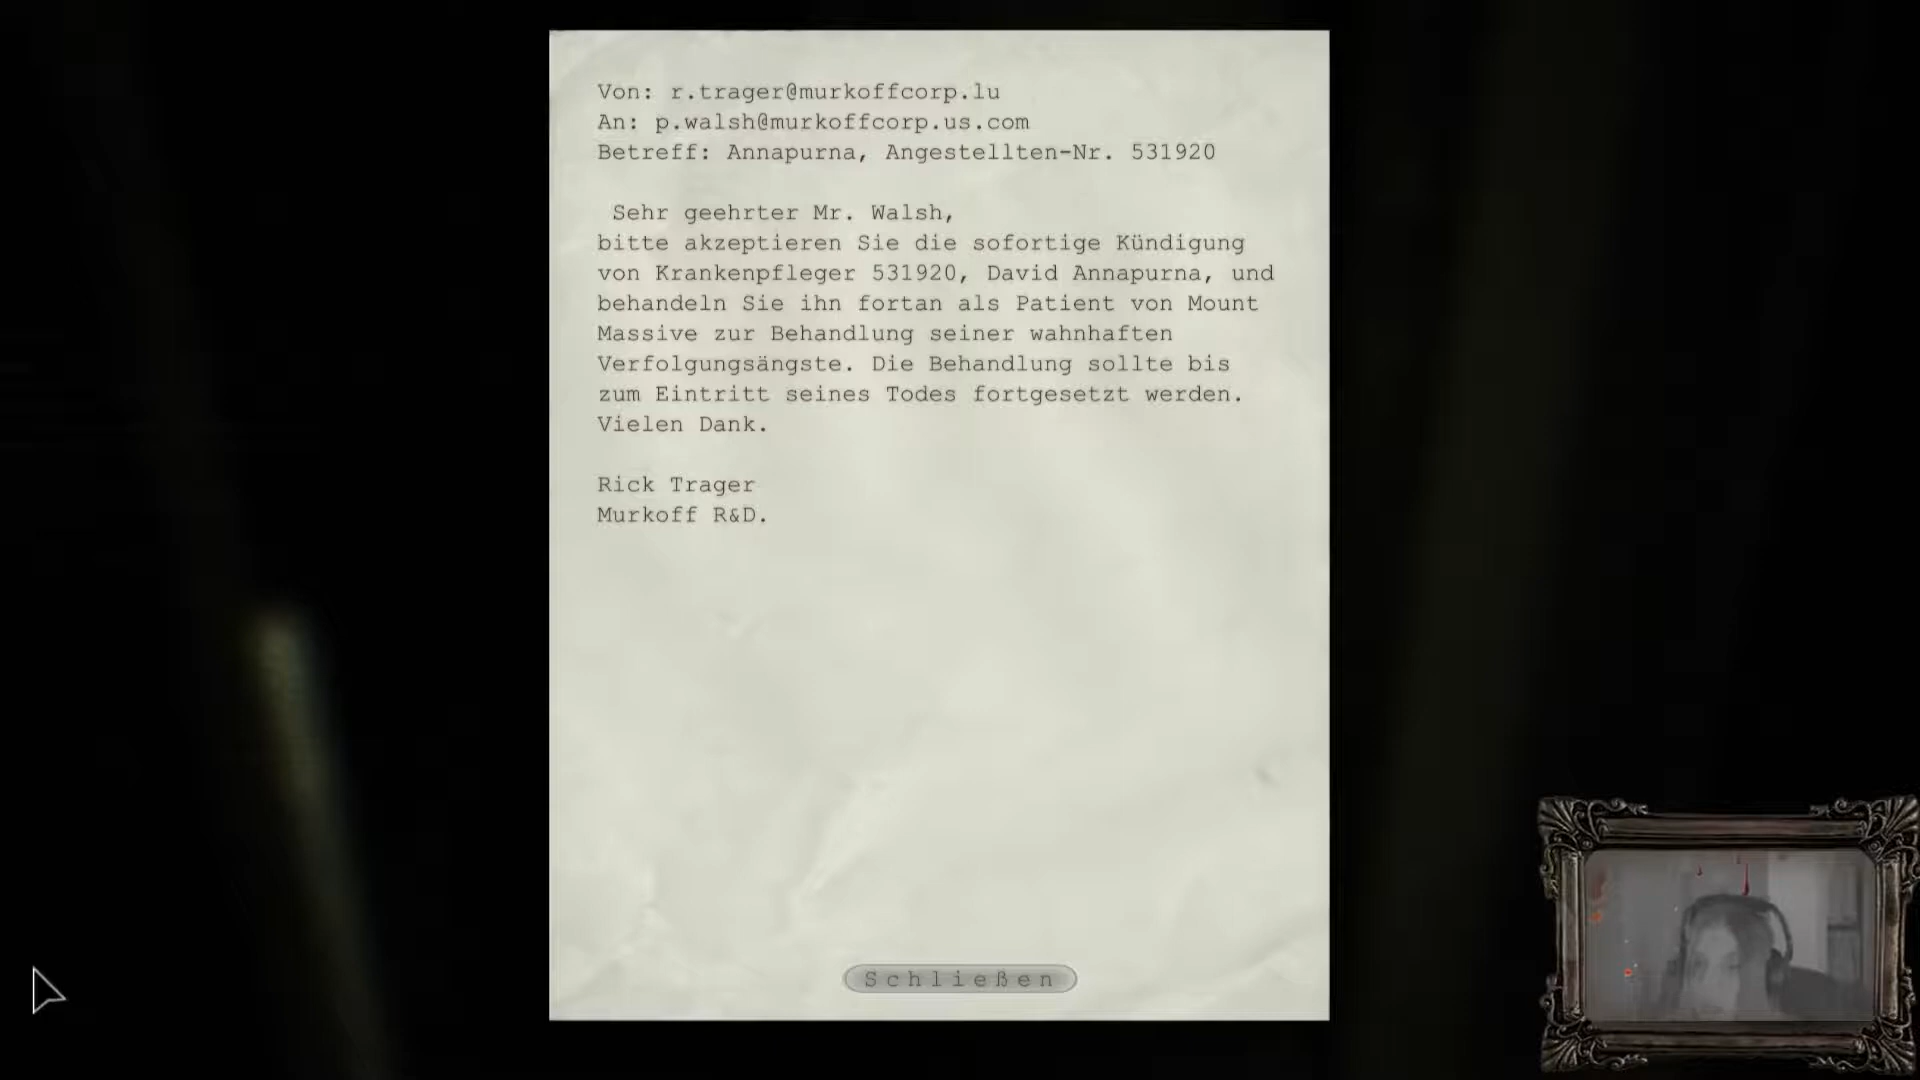 Von: r.trager@murkoffcorp.lu
An: p.walsh@murkoffcorp.us.com
Betreff: Annapurna, Angestellten-Nr. 531920
Sehr geehrter Mr. Walsh,
bitte akzeptieren Sie die sofortige Kündigung
von Krankenpfleger 531920, David Annapurna, und
behandeln Sie ihn fortan als Patient von Mount
Massive zur Behandlung seiner wahnhaften
Verfolgungsängste. Die Behandlung sollte bis
zum Eintritt seines Todes fortgesetzt werden.
Vielen Dank.
Rick Trager
Murkoff R&D.
Schließen